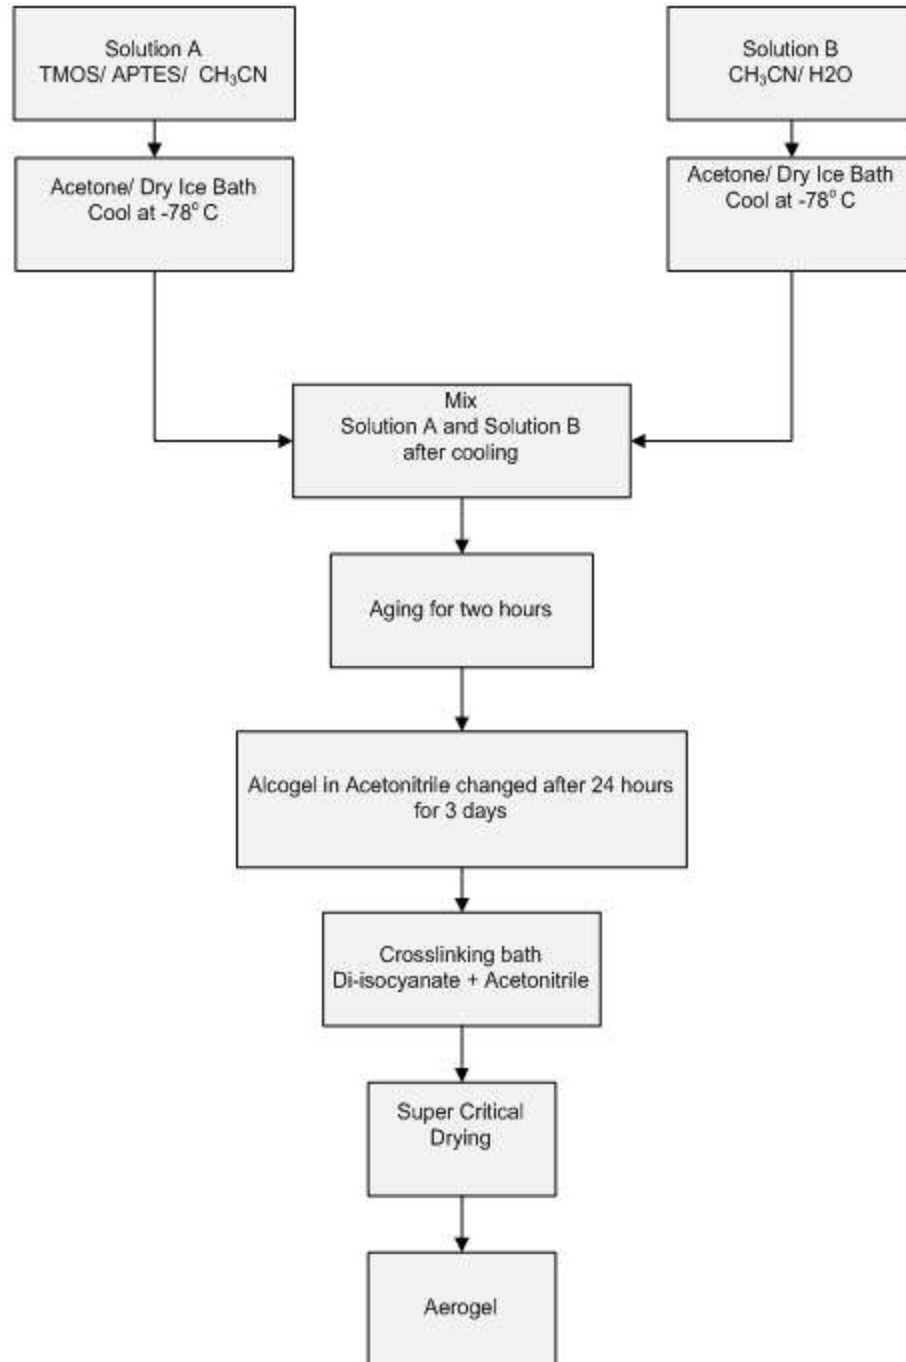 Solution A
TMOS/ APTES/ CH₃CN
Solution B
CH₃CN/ H2O
Acetone/ Dry Ice Bath
Cool at -78° C
Acetone/ Dry Ice Bath
Cool at -78° C
Mix
Solution A and Solution B
after cooling
Aging for two hours
Alcogel in Acetonitrile changed after 24 hours
for 3 days
Crosslinking bath
Di-isocyanate + Acetonitrile
Super Critical
Drying
Aerogel